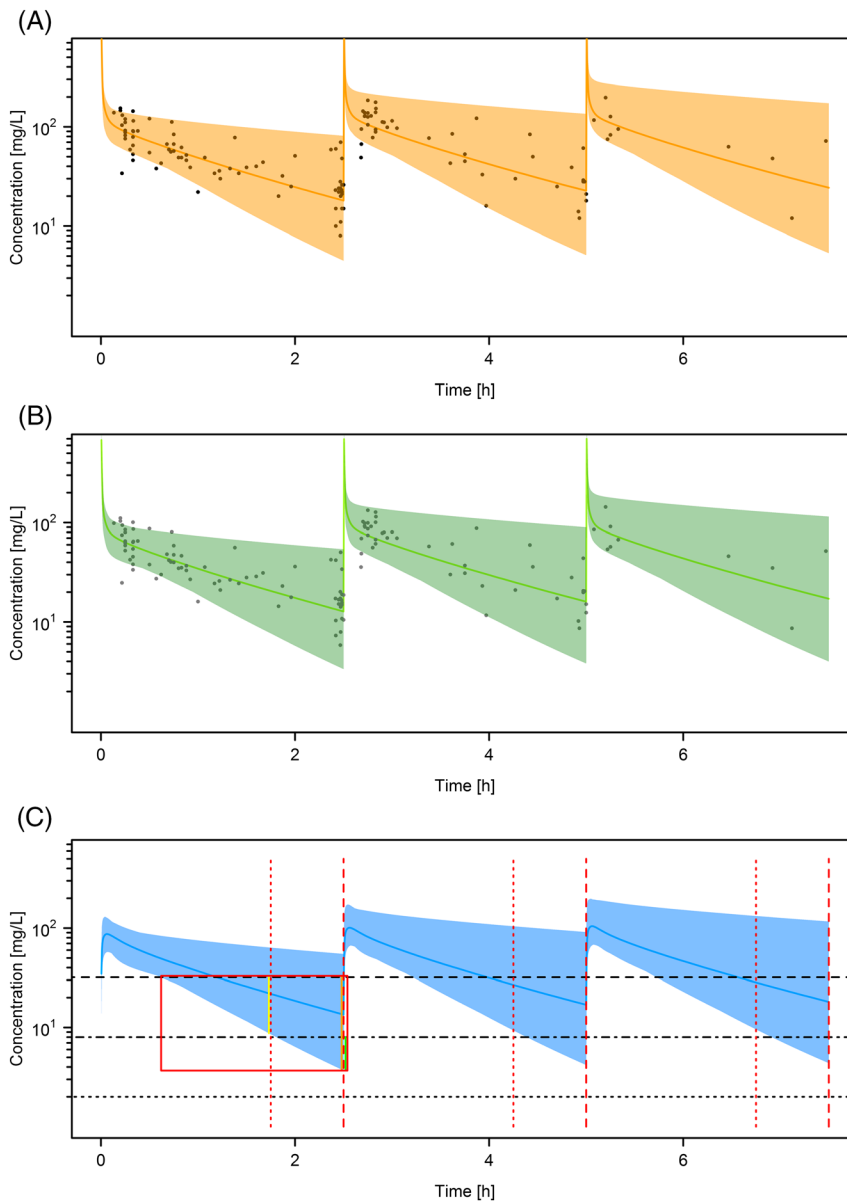 (A)
Concentration [mg/L]
10²
10¹
0 2 4 6
Time [h]
(B)
Concentration [mg/L]
10²
10¹
0 2 4 6
Time [h]
(C)
Concentration [mg/L]
10²
10¹
0 2 4 6
Time [h]